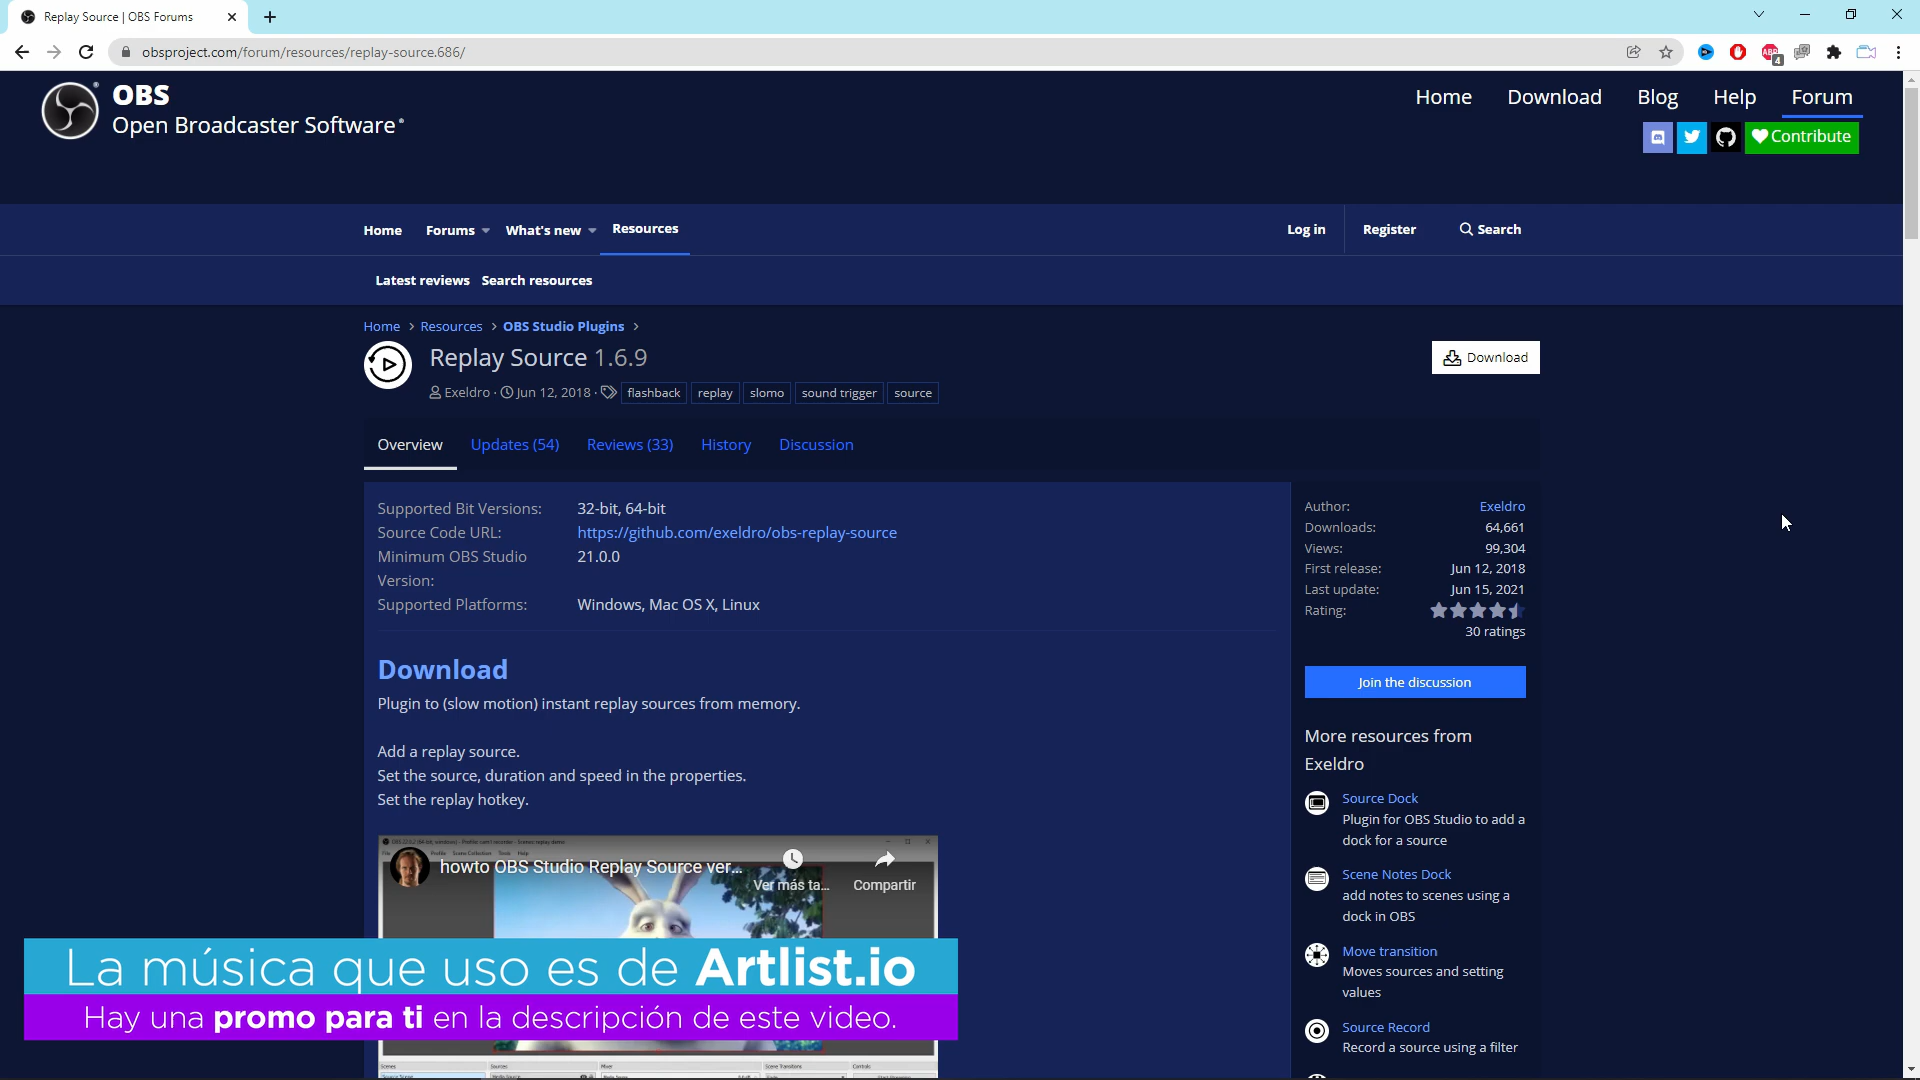 Replay Source | OBS Forums
obsproject.com/forum/resources/replay-source.686/
4
OBS
Open Broadcaster Software
Home Download Blog Help Forum
Contribute
Home Forums What's new Resources Log in Register Search
Latest reviews Search resources
Home > Resources > OBS Studio Plugins >
Replay Source 1.6.9
Download
Exeldro · Jun 12, 2018 · flashback replay slomo sound trigger source
Overview Updates (54) Reviews (33) History Discussion
Supported Bit Versions: 32-bit, 64-bit
Source Code URL: https://github.com/exeldro/obs-replay-source
Minimum OBS Studio 21.0.0
Version:
Supported Platforms: Windows, Mac OS X, Linux
Download
Plugin to (slow motion) instant replay sources from memory.
Add a replay source.
Set the source, duration and speed in the properties.
Set the replay hotkey.
howto OBS Studio Replay Source ver...
Ver más ta...
Compartir
La música que uso es de Artlist.io
Hay una promo para ti en la descripción de este video.
Author: Exeldro
Downloads: 64,661
Views: 99,304
First release: Jun 12, 2018
Last update: Jun 15, 2021
Rating:
30 ratings
Join the discussion
More resources from
Exeldro
Source Dock
Plugin for OBS Studio to add a
dock for a source
Scene Notes Dock
add notes to scenes using a
dock in OBS
Move transition
Moves sources and setting
values
Source Record
Record a source using a filter